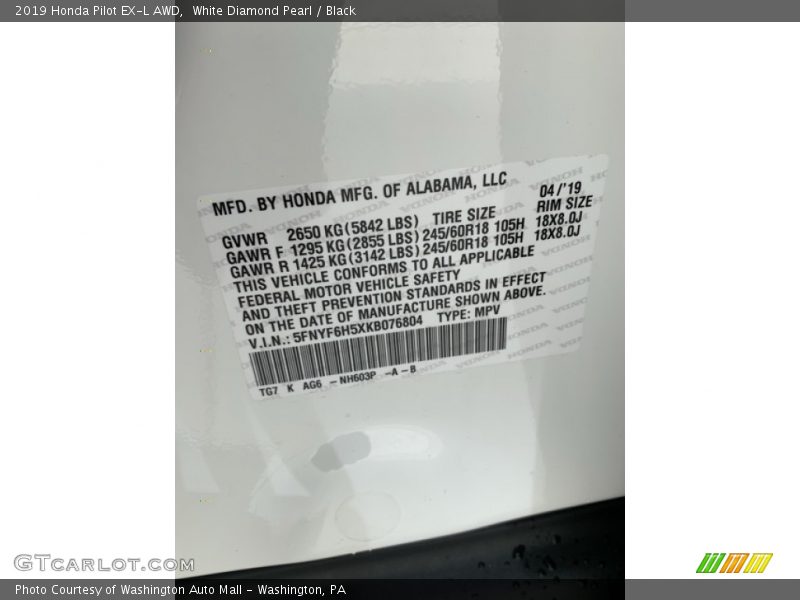 2019 Honda Pilot EX-L AWD,  White Diamond Pearl / Black
MFD. BY HONDA MFG. OF ALABAMA, LLC 04/'19
GVWR 2650 KG(5842 LBS) TIRE SIZE RIM SIZE
GAWR F 1295 KG(2855 LBS) 245/60R18 105H 18X8.0J
GAWR R 1425 KG(3142 LBS) 245/60R18 105H 18X8.0J
THIS VEHICLE CONFORMS TO ALL APPLICABLE
FEDERAL MOTOR VEHICLE SAFETY
AND THEFT PREVENTION STANDARDS IN EFFECT
ON THE DATE OF MANUFACTURE SHOWN ABOVE.
V.I.N.: 5FNYF6H5XKB076804 TYPE: MPV
TG7 K AG6 -NH603P -A-B
GTcarlot.com
Photo Courtesy of Washington Auto Mall - Washington, PA